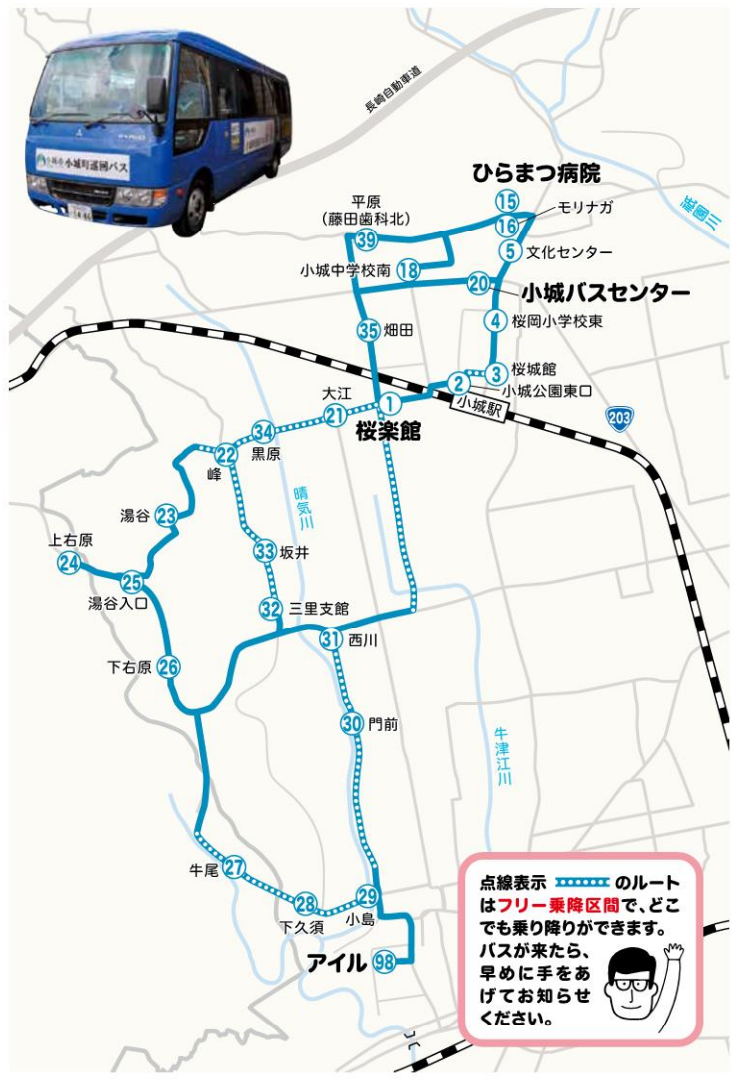 長崎自動車道
小城町巡回バス
ひらまつ病院
祇園川
15
モリナガ
16
平原
(藤田歯科北)
39
5 文化センター
小城中学校南 18
20
小城バスセンター
4 桜岡小学校東
35 畑田
3 桜城館
2
小城公園東口
小城駅
203
大江
21
1
桜楽館
34
黒原
22
峰
晴気川
湯谷 23
上右原
24
33 坂井
25
湯谷入口
32 三里支館
31 西川
下右原 26
30 門前
牛津江川
牛尾 27
28
下久須
29
小島
アイル 98
点線表示 のルート
はフリー乗降区間で、どこ
でも乗り降りができます。
バスが来たら、
早めに手をあ
げてお知らせ
ください。